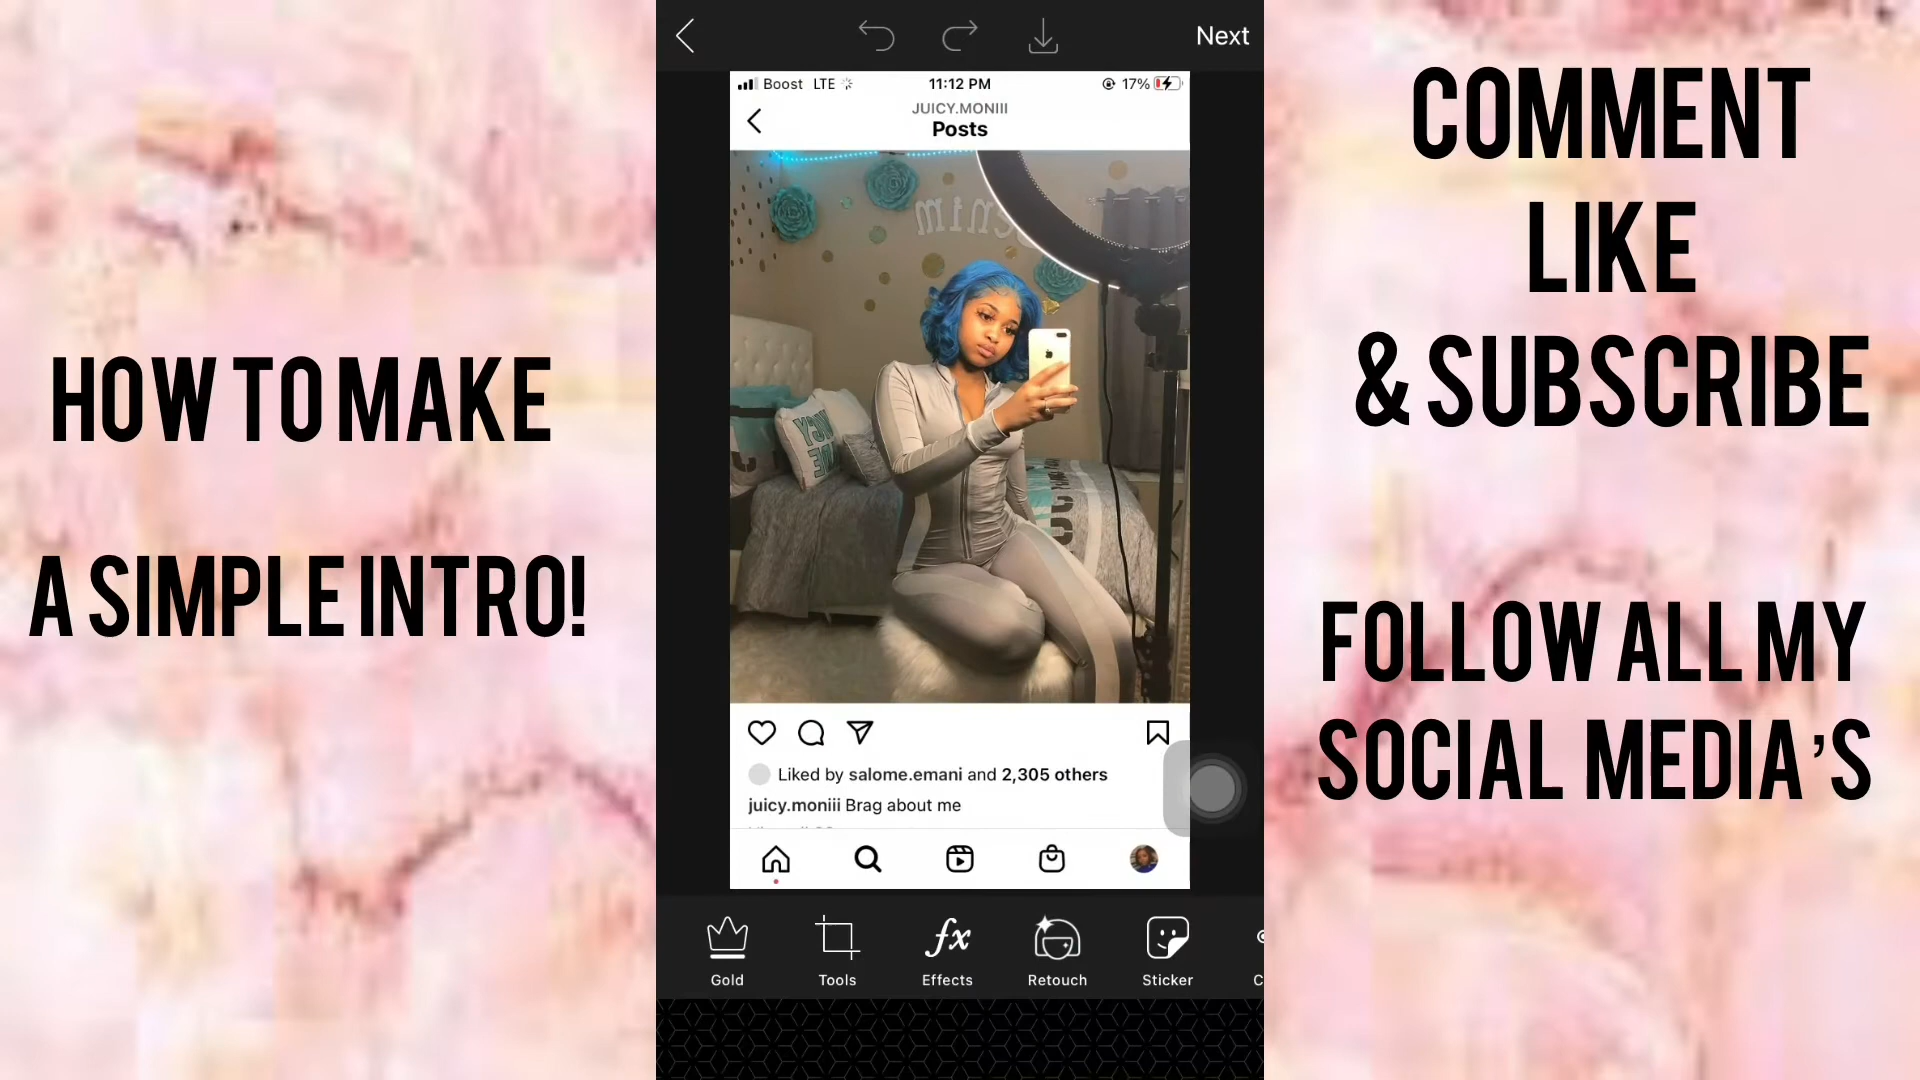 HOW TO MAKE
A SIMPLE INTRO!
Next
Boost LTE
11:12 PM
17%
JUICY.MONIII
Posts
Liked by salome.emani and 2,305 others
juicy.moniii Brag about me
Gold
Tools
Effects
Retouch
Sticker
C
COMMENT
LIKE
& SUBSCRIBE
FOLLOW ALL MY
SOCIAL MEDIA'S